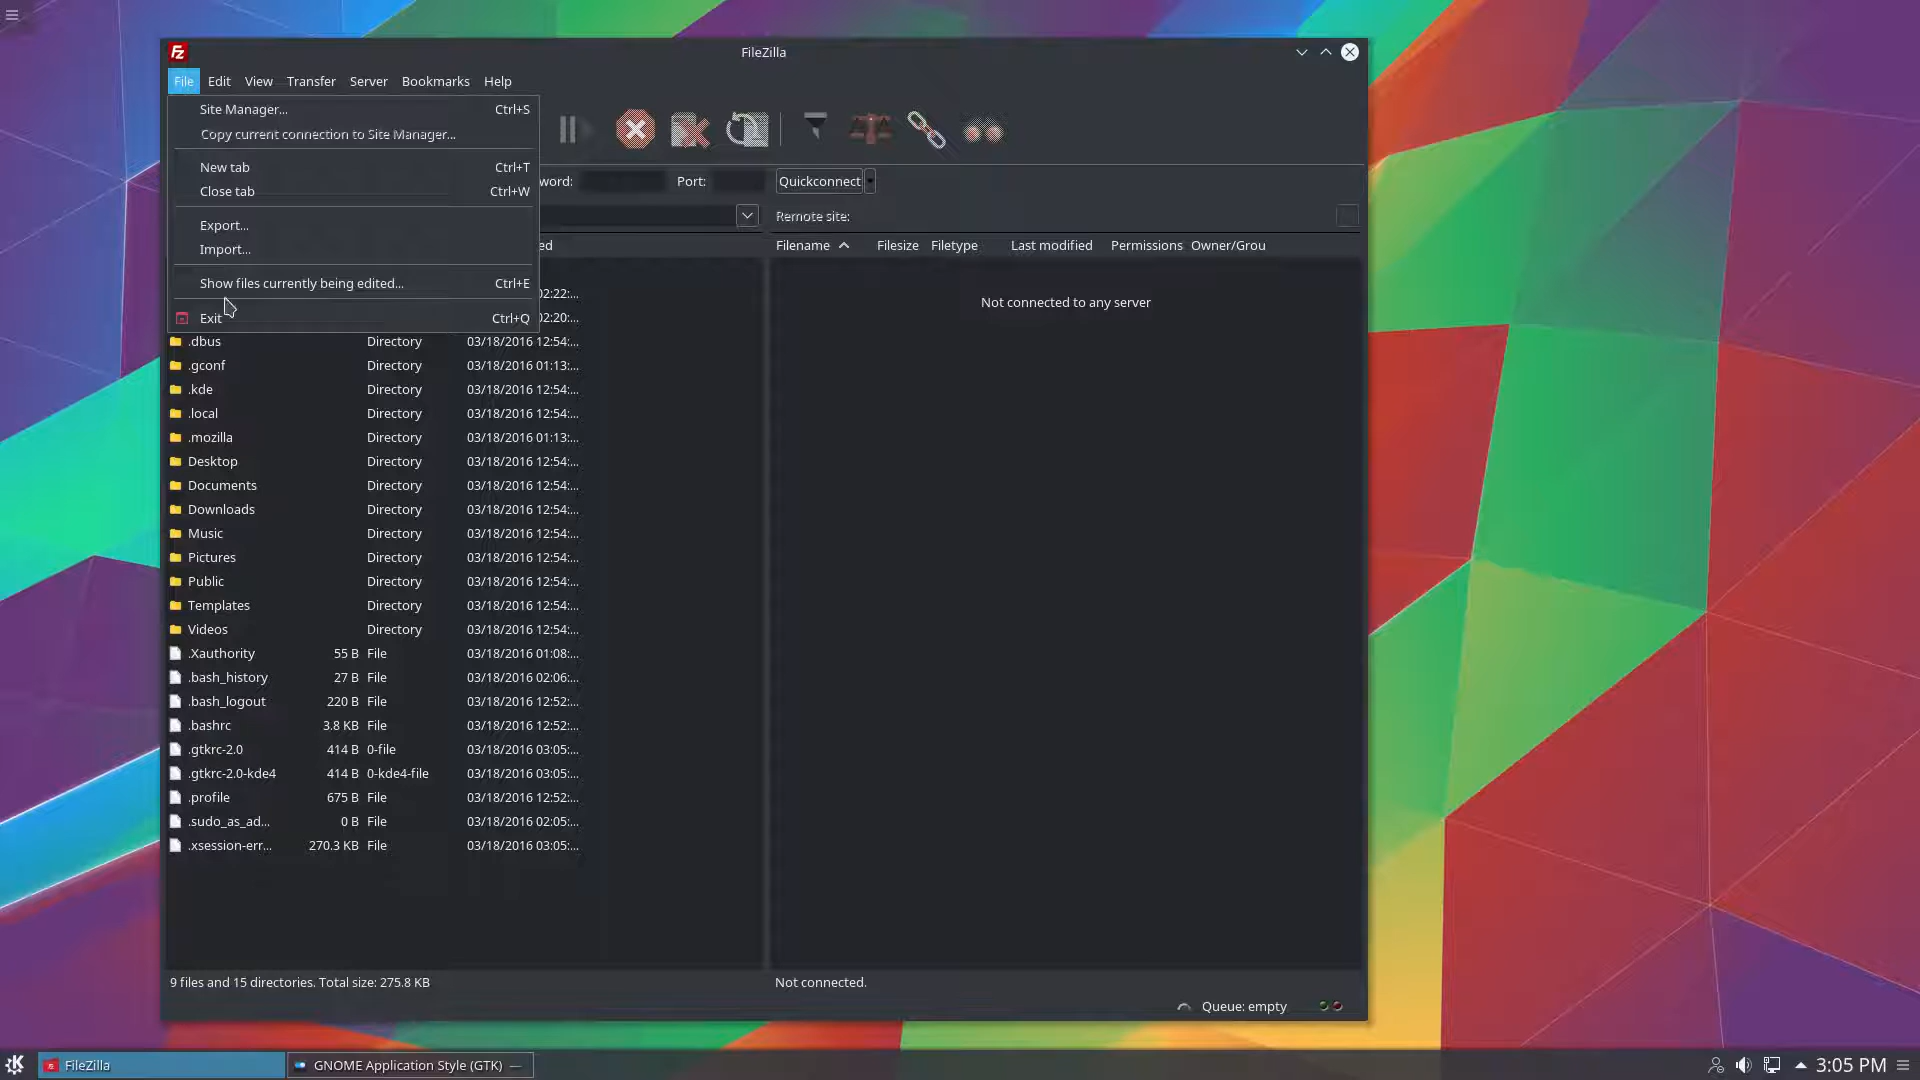 FileZilla
File Edit View Transfer Server Bookmarks Help
Site Manager... Ctrl+S
Copy current connection to Site Manager...
New tab Ctrl+T
Close tab Ctrl+W
Export...
Import...
Show files currently being edited... Ctrl+E
Exit Ctrl+Q
word: Port: Quickconnect
Remote site:
ed
Filename Filesize Filetype Last modified Permissions Owner/Grou
02:22:...
02:20:...
Not connected to any server
.dbus Directory 03/18/2016 12:54:...
.gconf Directory 03/18/2016 01:13:...
.kde Directory 03/18/2016 12:54:...
.local Directory 03/18/2016 12:54:...
.mozilla Directory 03/18/2016 01:13:...
Desktop Directory 03/18/2016 12:54:...
Documents Directory 03/18/2016 12:54:...
Downloads Directory 03/18/2016 12:54:...
Music Directory 03/18/2016 12:54:...
Pictures Directory 03/18/2016 12:54:...
Public Directory 03/18/2016 12:54:...
Templates Directory 03/18/2016 12:54:...
Videos Directory 03/18/2016 12:54:...
.Xauthority 55 B File 03/18/2016 01:08:...
.bash_history 27 B File 03/18/2016 02:06:...
.bash_logout 220 B File 03/18/2016 12:52:...
.bashrc 3.8 KB File 03/18/2016 12:52:...
.gtkrc-2.0 414 B 0-file 03/18/2016 03:05:...
.gtkrc-2.0-kde4 414 B 0-kde4-file 03/18/2016 03:05:...
.profile 675 B File 03/18/2016 12:52:...
.sudo_as_ad... 0 B File 03/18/2016 02:05:...
.xsession-err... 270.3 KB File 03/18/2016 03:05:...
9 files and 15 directories. Total size: 275.8 KB
Not connected.
Queue: empty
FileZilla
GNOME Application Style (GTK) —
3:05 PM